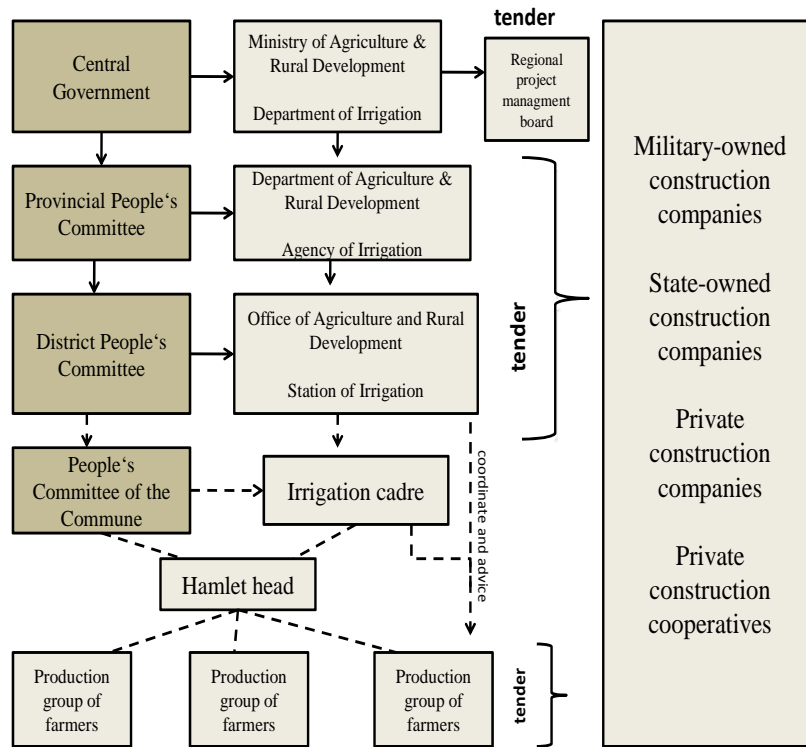 tender
Central
Government
Ministry of Agriculture &
Rural Development
Department of Irrigation
Regional
project
managment
board
Provincial People‘s
Committee
Department of Agriculture &
Rural Development
Agency of Irrigation
District People‘s
Committee
Office of Agriculture and Rural
Development
Station of Irrigation
tender
People‘s
Committee of the
Commune
Irrigation cadre
coordinate and advice
Hamlet head
Production
group of
farmers
Production
group of
farmers
Production
group of
farmers
tender
Military-owned
construction
companies
State-owned
construction
companies
Private
construction
companies
Private
construction
cooperatives